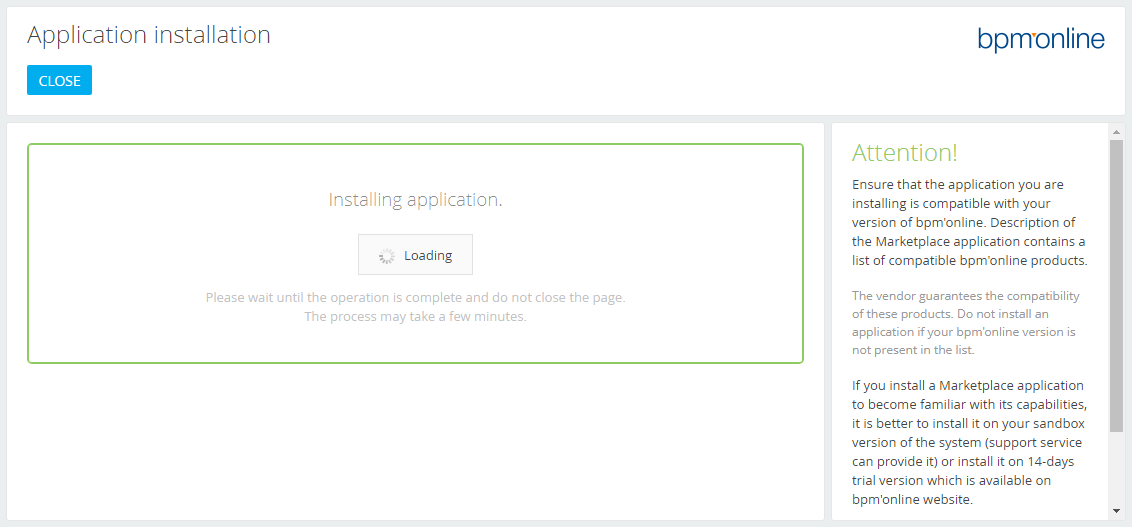 Application installation
bpm'online
CLOSE
Installing application.
Loading
Please wait until the operation is complete and do not close the page.
The process may take a few minutes.
Attention!
Ensure that the application you are
installing is compatible with your
version of bpm'online. Description of
the Marketplace application contains a
list of compatible bpm'online products.
The vendor guarantees the compatibility
of these products. Do not install an
application if your bpm'online version is
not present in the list.
If you install a Marketplace application
to become familiar with its capabilities,
it is better to install it on your sandbox
version of the system (support service
can provide it) or install it on 14-days
trial version which is available on
bpm'online website.